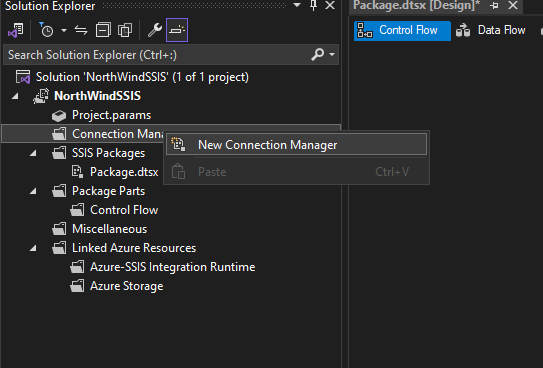 Solution Explorer
Package.dtsx [Design]*
Control Flow
Data Flow
Search Solution Explorer (Ctrl+;)
Solution 'NorthWindSSIS' (1 of 1 project)
NorthWindSSIS
Project.params
Connection Mana
New Connection Manager
SSIS Packages
Package.dtsx
Paste Ctrl+V
Package Parts
Control Flow
Miscellaneous
Linked Azure Resources
Azure-SSIS Integration Runtime
Azure Storage